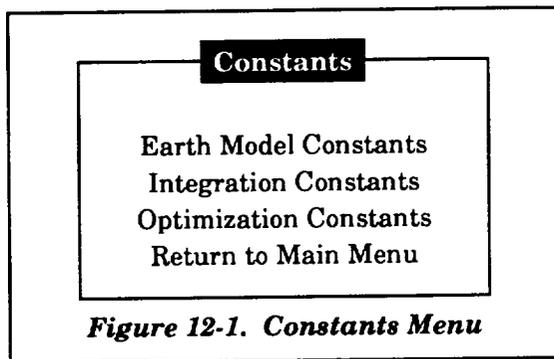 Constants
Earth Model Constants
Integration Constants
Optimization Constants
Return to Main Menu
Figure 12-1. Constants Menu